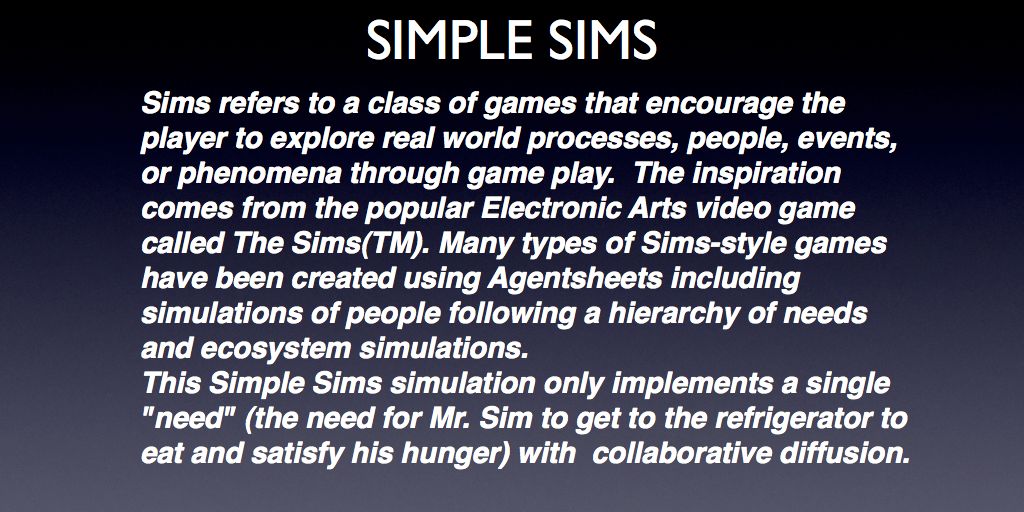 SIMPLE SIMS
Sims refers to a class of games that encourage the
player to explore real world processes, people, events,
or phenomena through game play.  The inspiration
comes from the popular Electronic Arts video game
called The Sims(TM). Many types of Sims-style games
have been created using Agentsheets including
simulations of people following a hierarchy of needs
and ecosystem simulations.
This Simple Sims simulation only implements a single
"need" (the need for Mr. Sim to get to the refrigerator to
eat and satisfy his hunger) with  collaborative diffusion.